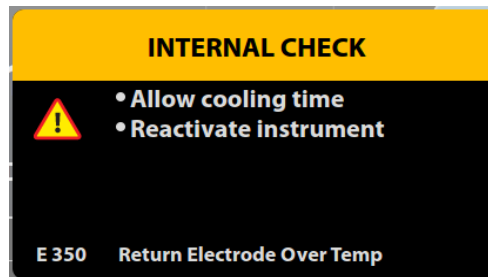 INTERNAL CHECK
• Allow cooling time
• Reactivate instrument
E 350 Return Electrode Over Temp